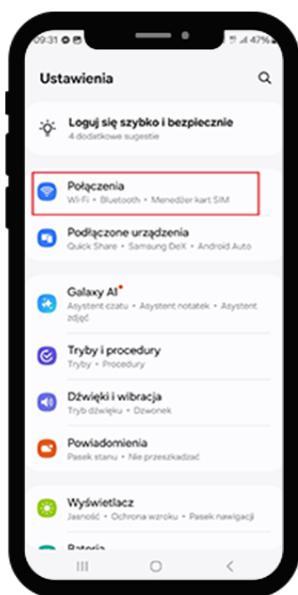 09:31
47%
Ustawienia
Loguj się szybko i bezpiecznie
4 dodatkowe sugestie
Połączenia
Wi-Fi • Bluetooth • Menedżer kart SIM
Podłączone urządzenia
Quick Share • Samsung DeX • Android Auto
Galaxy AI
Asystent czatu • Asystent notatek • Asystent
zdjęć
Tryby i procedury
Tryby • Procedury
Dźwięki i wibracja
Tryb dźwięku • Dzwonek
Powiadomienia
Pasek stanu • Nie przeszkadzać
Wyświetlacz
Jasność • Ochrona wzroku • Pasek nawigacji
Bateria